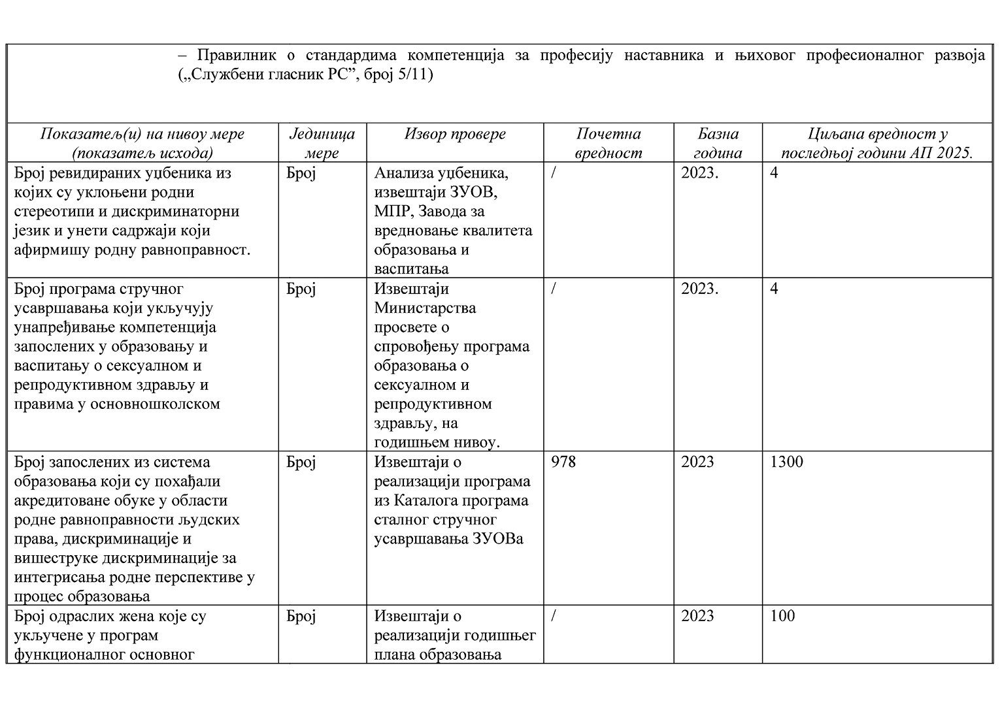 – Правилник о стандардима компетенција за професију наставника и њиховог професионалног развоја
(„Службени гласник РС”, број 5/11)
Показатељ(и) на нивоу мере
(показатељ исхода)
Јединица
мере
Извор провере
Почетна
вредност
Базна
година
Циљана вредност у
последњој години АП 2025.
Број ревидираних уџбеника из
којих су уклоњени родни
стереотипи и дискриминаторни
језик и унети садржаји који
афирмишу родну равноправност.
Број
Анализа уџбеника,
извештаји ЗУОВ,
МПР, Завода за
вредновање квалитета
образовања и
васпитања
/
2023.
4
Број програма стручног
усавршавања који укључују
унапређивање компетенција
запослених у образовању и
васпитању о сексуалном и
репродуктивном здрављу и
правима у основношколском
Број
Извештаји
Министарства
просвете о
спровођењу програма
образовања о
сексуалном и
репродуктивном
здрављу, на
годишњем нивоу.
/
2023.
4
Број запослених из система
образовања који су похађали
акредитоване обуке у области
родне равноправности људских
права, дискриминације и
вишеструке дискриминације за
интегрисања родне перспективе у
процес образовања
Број
Извештаји о
реализацији програма
из Каталога програма
сталног стручног
усавршавања ЗУОВа
978
2023
1300
Број одраслих жена које су
укључене у програм
функционалног основног
Број
Извештаји о
реализацији годишњег
плана образовања
/
2023
100